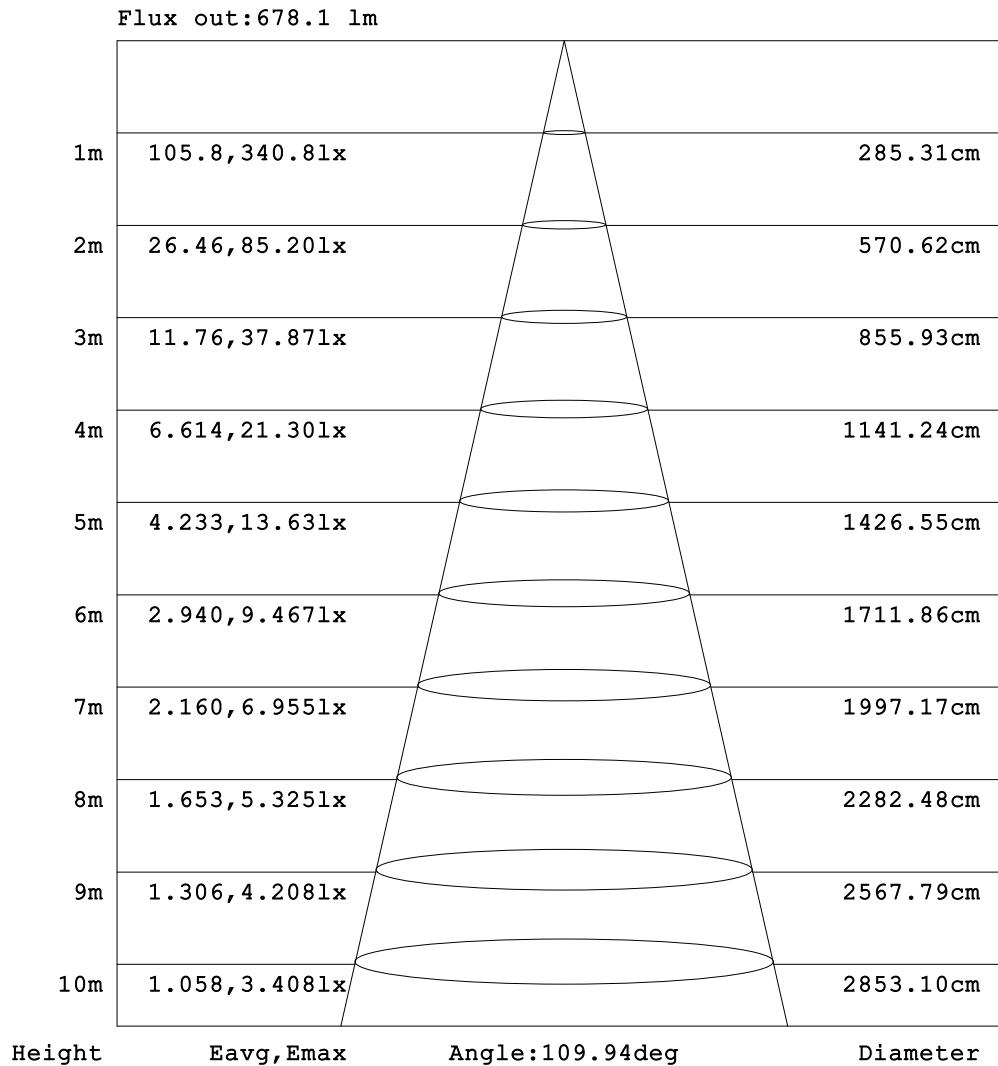 Flux out:678.1 lm
1m 105.8,340.8lx 285.31cm
2m 26.46,85.20lx 570.62cm
3m 11.76,37.87lx 855.93cm
4m 6.614,21.30lx 1141.24cm
5m 4.233,13.63lx 1426.55cm
6m 2.940,9.467lx 1711.86cm
7m 2.160,6.955lx 1997.17cm
8m 1.653,5.325lx 2282.48cm
9m 1.306,4.208lx 2567.79cm
10m 1.058,3.408lx 2853.10cm
Height Eavg,Emax Angle:109.94deg Diameter